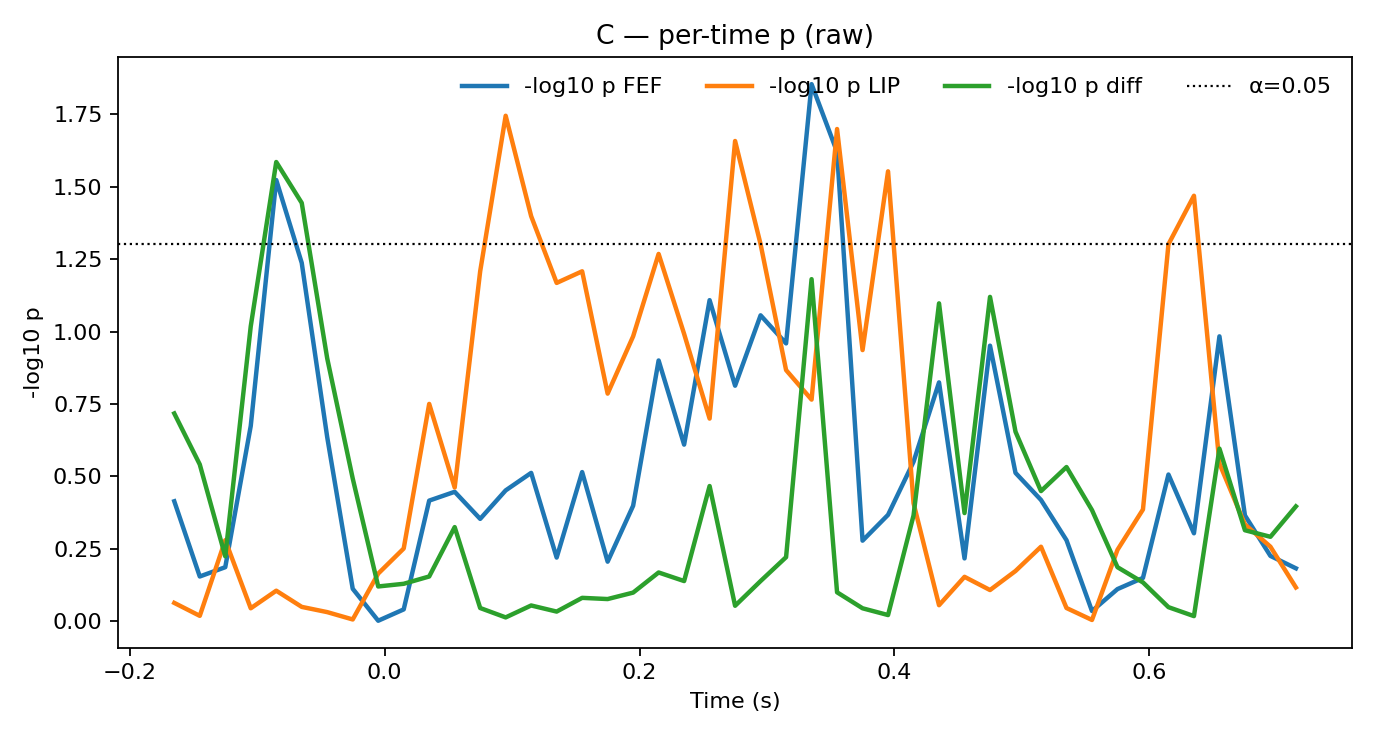 C — per-time p (raw)
-log10 p FEF
-log10 p LIP
-log10 p diff
α=0.05
-log10 p
1.75
1.50
1.25
1.00
0.75
0.50
0.25
0.00
−0.2
0.0
0.2
0.4
0.6
Time (s)